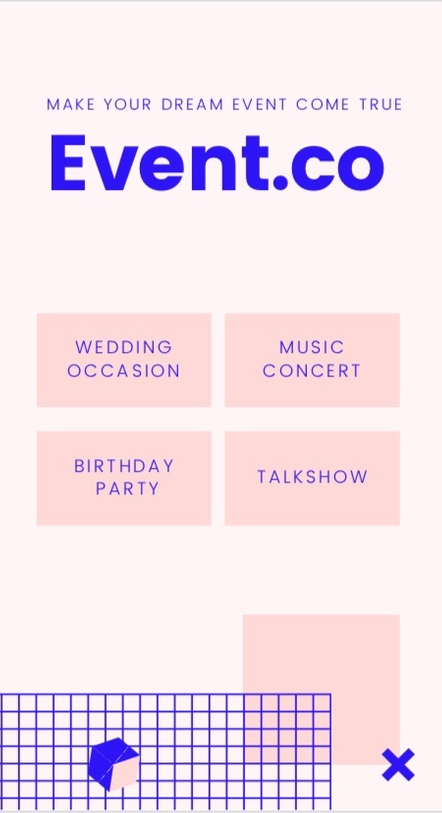 MAKE YOUR DREAM EVENT COME TRUE
Event.co
WEDDING
OCCASION
MUSIC
CONCERT
BIRTHDAY
PARTY
TALKSHOW